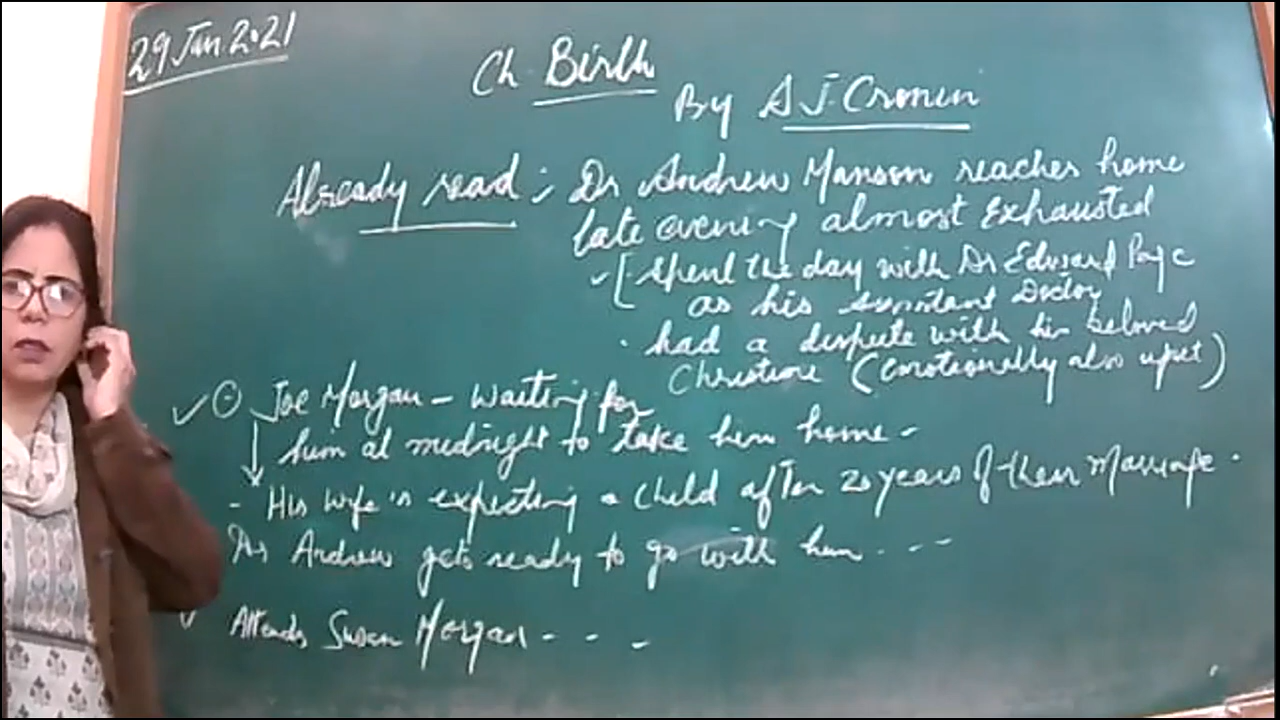 29 Jan 2021
Ch. Birth
By A J. Cronin
Already read :- Dr Andrew Manson reaches home
late evening almost Exhausted
✓ [ Spent the day with Dr Edward Page
as his Assistant Doctor
· had a dispute with his beloved
Christine (emotionally also upset)
✓ ⊙ Joe Morgan - waiting for
him at midnight to take him home -
- His wife is expecting a child after 20 years of their Marriage.
Dr Andrew gets ready to go with him . - -
✓ Attends Susan Morgan - - -